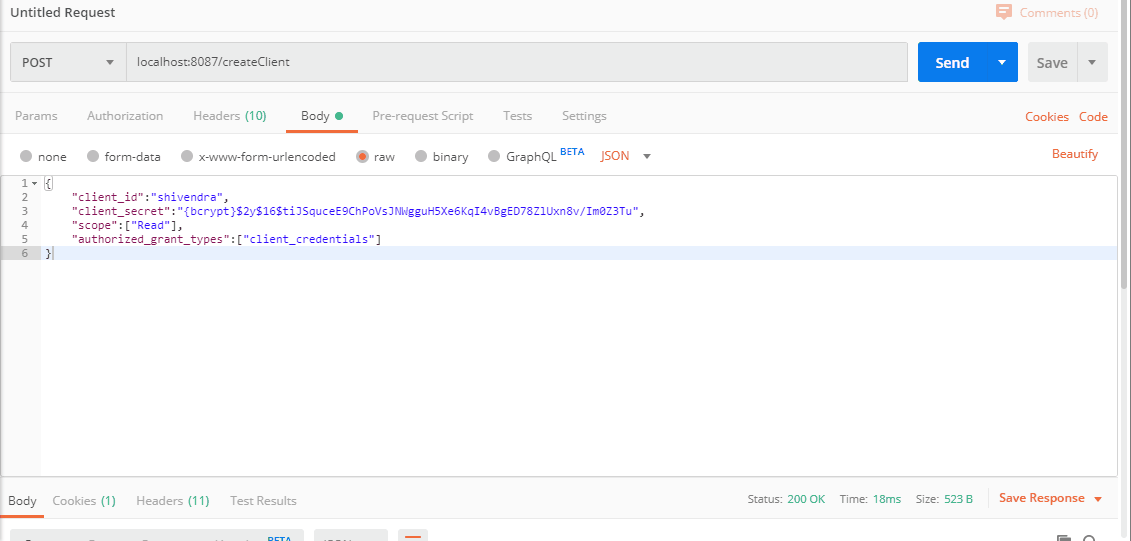 Untitled Request
Comments (0)
POST
localhost:8087/createClient
Send
Save
Params Authorization Headers (10) Body Pre-request Script Tests Settings
Cookies Code
none form-data x-www-form-urlencoded raw binary GraphQL BETA JSON
Beautify
1 {
2 "client_id":"shivendra",
3 "client_secret":"{bcrypt}$2y$16$tiJSquceE9ChPoVsJNWgguH5Xe6KqI4vBgED78ZlUxn8v/Im0Z3Tu",
4 "scope":["Read"],
5 "authorized_grant_types":["client_credentials"]
6 }
Body Cookies (1) Headers (11) Test Results
Status: 200 OK Time: 18ms Size: 523 B
Save Response
BETA